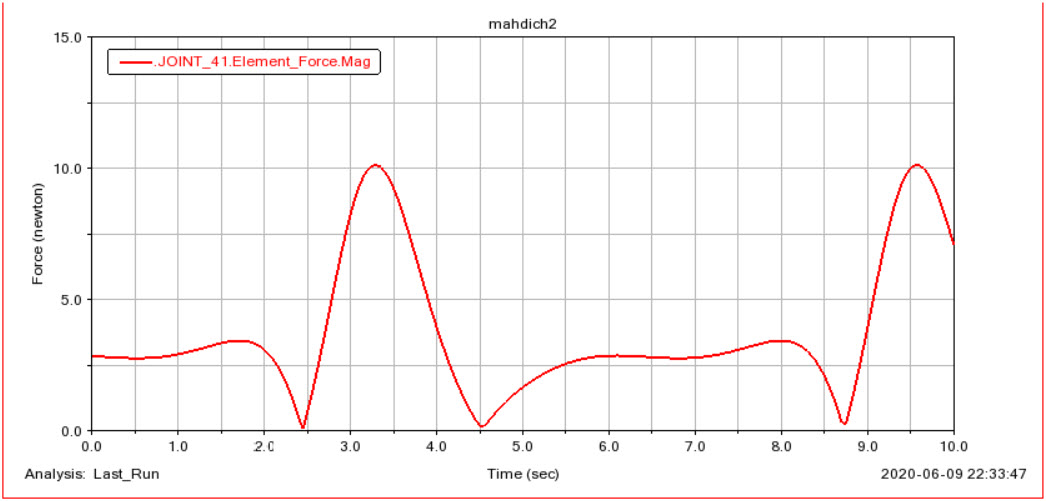 mahdich2
15.0
.JOINT_41.Element_Force.Mag
10.0
Force (newton)
5.0
0.0
0.0 1.0 2.0 3.0 4.0 5.0 6.0 7.0 8.0 9.0 10.0
Analysis: Last_Run Time (sec) 2020-06-09 22:33:47